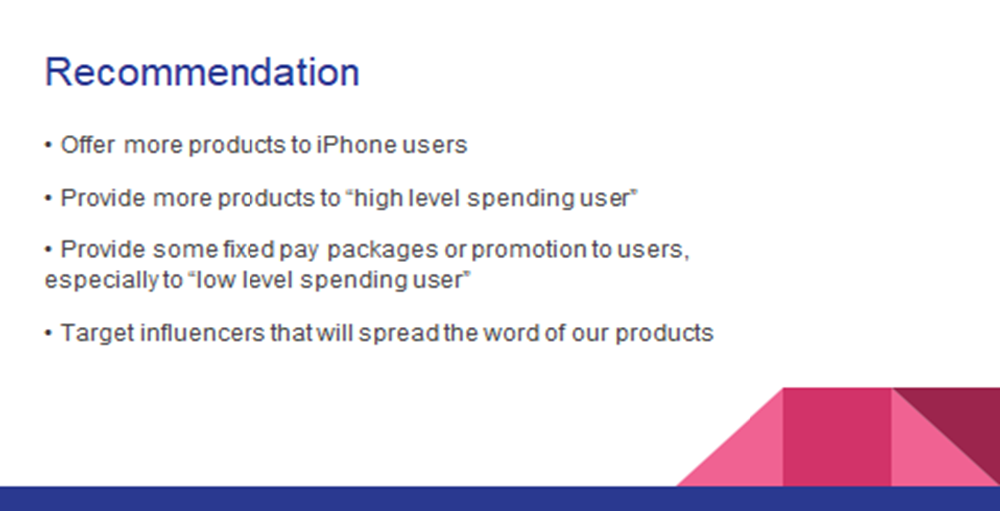 Recommendation
• Offer more products to iPhone users
• Provide more products to “high level spending user”
• Provide some fixed pay packages or promotion to users,
especially to “low level spending user”
• Target influencers that will spread the word of our products